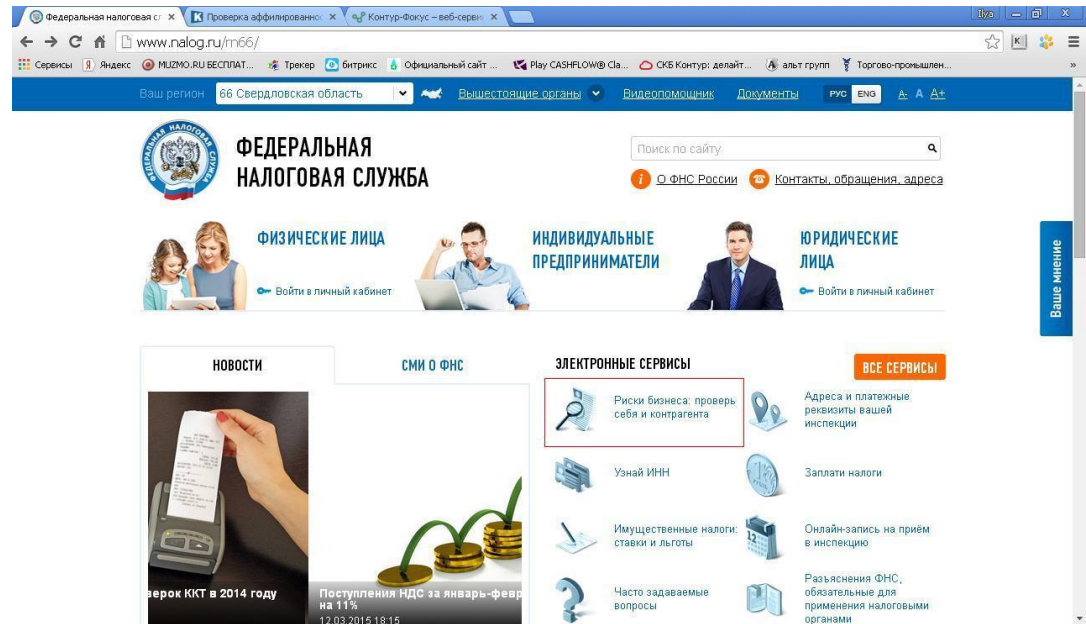 Федеральная налоговая сл
Проверка аффилированно
Контур-Фокус – веб-серви
Ilya
www.nalog.ru/rn66/
Сервисы
Яндекс
MUZMO.RU БЕСПЛАТ...
Трекер
битрикс
Официальный сайт ...
Play CASHFLOW® Cla...
СКБ Контур: делайт...
альт групп
Торгово-промышлен...
Ваш регион
66 Свердловская область
Вышестоящие органы
Видеопомощник
Документы
РУС ENG
A- A A+
ФЕДЕРАЛЬНАЯ НАЛОГОВАЯ СЛУЖБА
ФЕДЕРАЛЬНАЯ
НАЛОГОВАЯ СЛУЖБА
Поиск по сайту
О ФНС России
Контакты, обращения, адреса
ФИЗИЧЕСКИЕ ЛИЦА
Войти в личный кабинет
ИНДИВИДУАЛЬНЫЕ
ПРЕДПРИНИМАТЕЛИ
ЮРИДИЧЕСКИЕ
ЛИЦА
Войти в личный кабинет
Ваше мнение
НОВОСТИ
СМИ О ФНС
верок ККТ в 2014 году
Поступления НДС за январь-февр
на 11%
12.03.2015 18:15
ЭЛЕКТРОННЫЕ СЕРВИСЫ
ВСЕ СЕРВИСЫ
Риски бизнеса: проверь
себя и контрагента
Адреса и платежные
реквизиты вашей
инспекции
Узнай ИНН
Заплати налоги
Имущественные налоги:
ставки и льготы
Онлайн-запись на приём
в инспекцию
Часто задаваемые
вопросы
Разъяснения ФНС,
обязательные для
применения налоговыми
органами